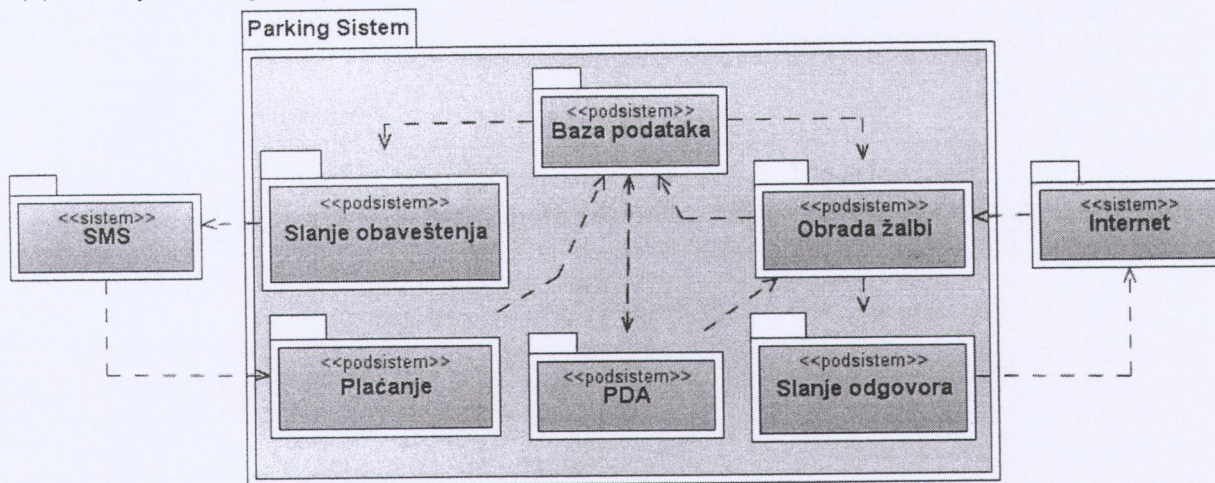 Parking Sistem
<<podsistem>>
Baza podataka
<<podsistem>>
Slanje obaveštenja
<<podsistem>>
Obrada žalbi
<<sistem>>
SMS
<<sistem>>
Internet
<<podsistem>>
Plaćanje
<<podsistem>>
PDA
<<podsistem>>
Slanje odgovora